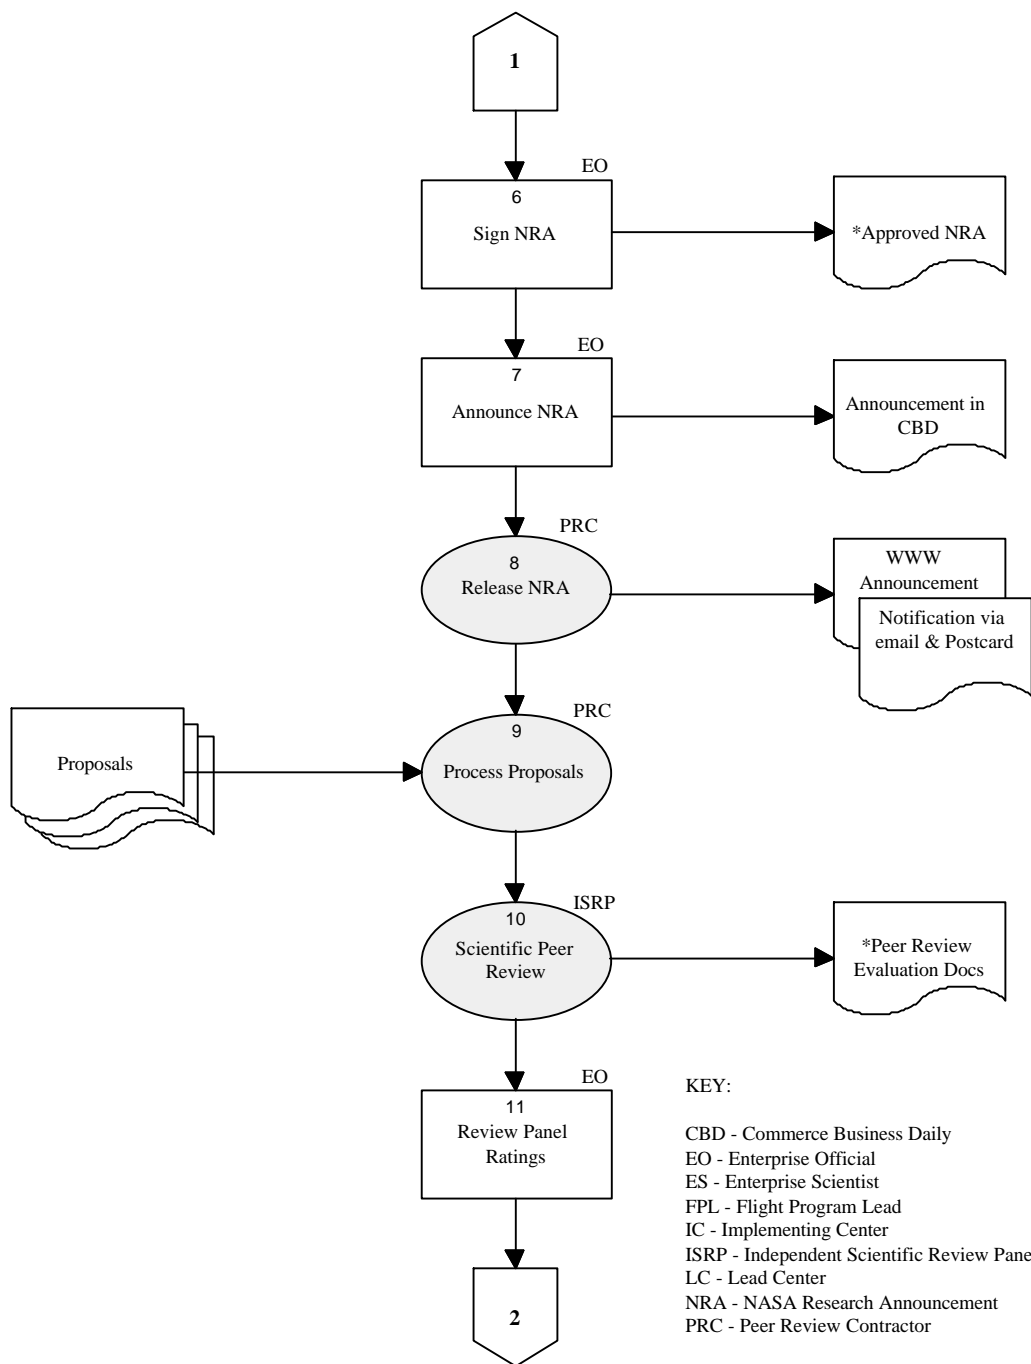 1
EO
6
Sign NRA
*Approved NRA
EO
7
Announce NRA
Announcement in
CBD
PRC
8
Release NRA
WWW
Announcement
Notification via
email & Postcard
PRC
9
Process Proposals
Proposals
ISRP
10
Scientific Peer
Review
*Peer Review
Evaluation Docs
EO
11
Review Panel
Ratings
2
KEY:
CBD - Commerce Business Daily
EO - Enterprise Official
ES - Enterprise Scientist
FPL - Flight Program Lead
IC - Implementing Center
ISRP - Independent Scientific Review Pane
LC - Lead Center
NRA - NASA Research Announcement
PRC - Peer Review Contractor